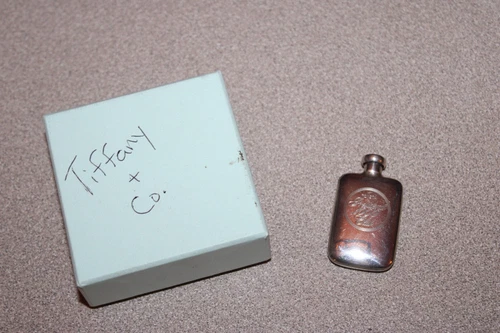 Tiffany
+
Co.